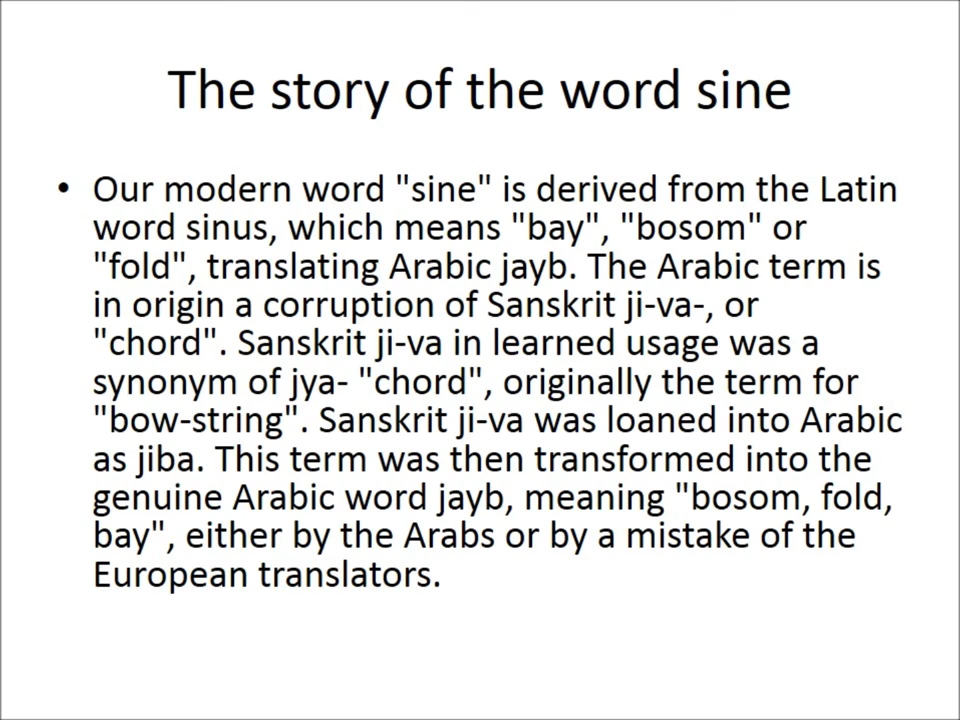 The story of the word sine
• Our modern word "sine" is derived from the Latin
word sinus, which means "bay", "bosom" or
"fold", translating Arabic jayb. The Arabic term is
in origin a corruption of Sanskrit ji-va-, or
"chord". Sanskrit ji-va in learned usage was a
synonym of jya- "chord", originally the term for
"bow-string". Sanskrit ji-va was loaned into Arabic
as jiba. This term was then transformed into the
genuine Arabic word jayb, meaning "bosom, fold,
bay", either by the Arabs or by a mistake of the
European translators.